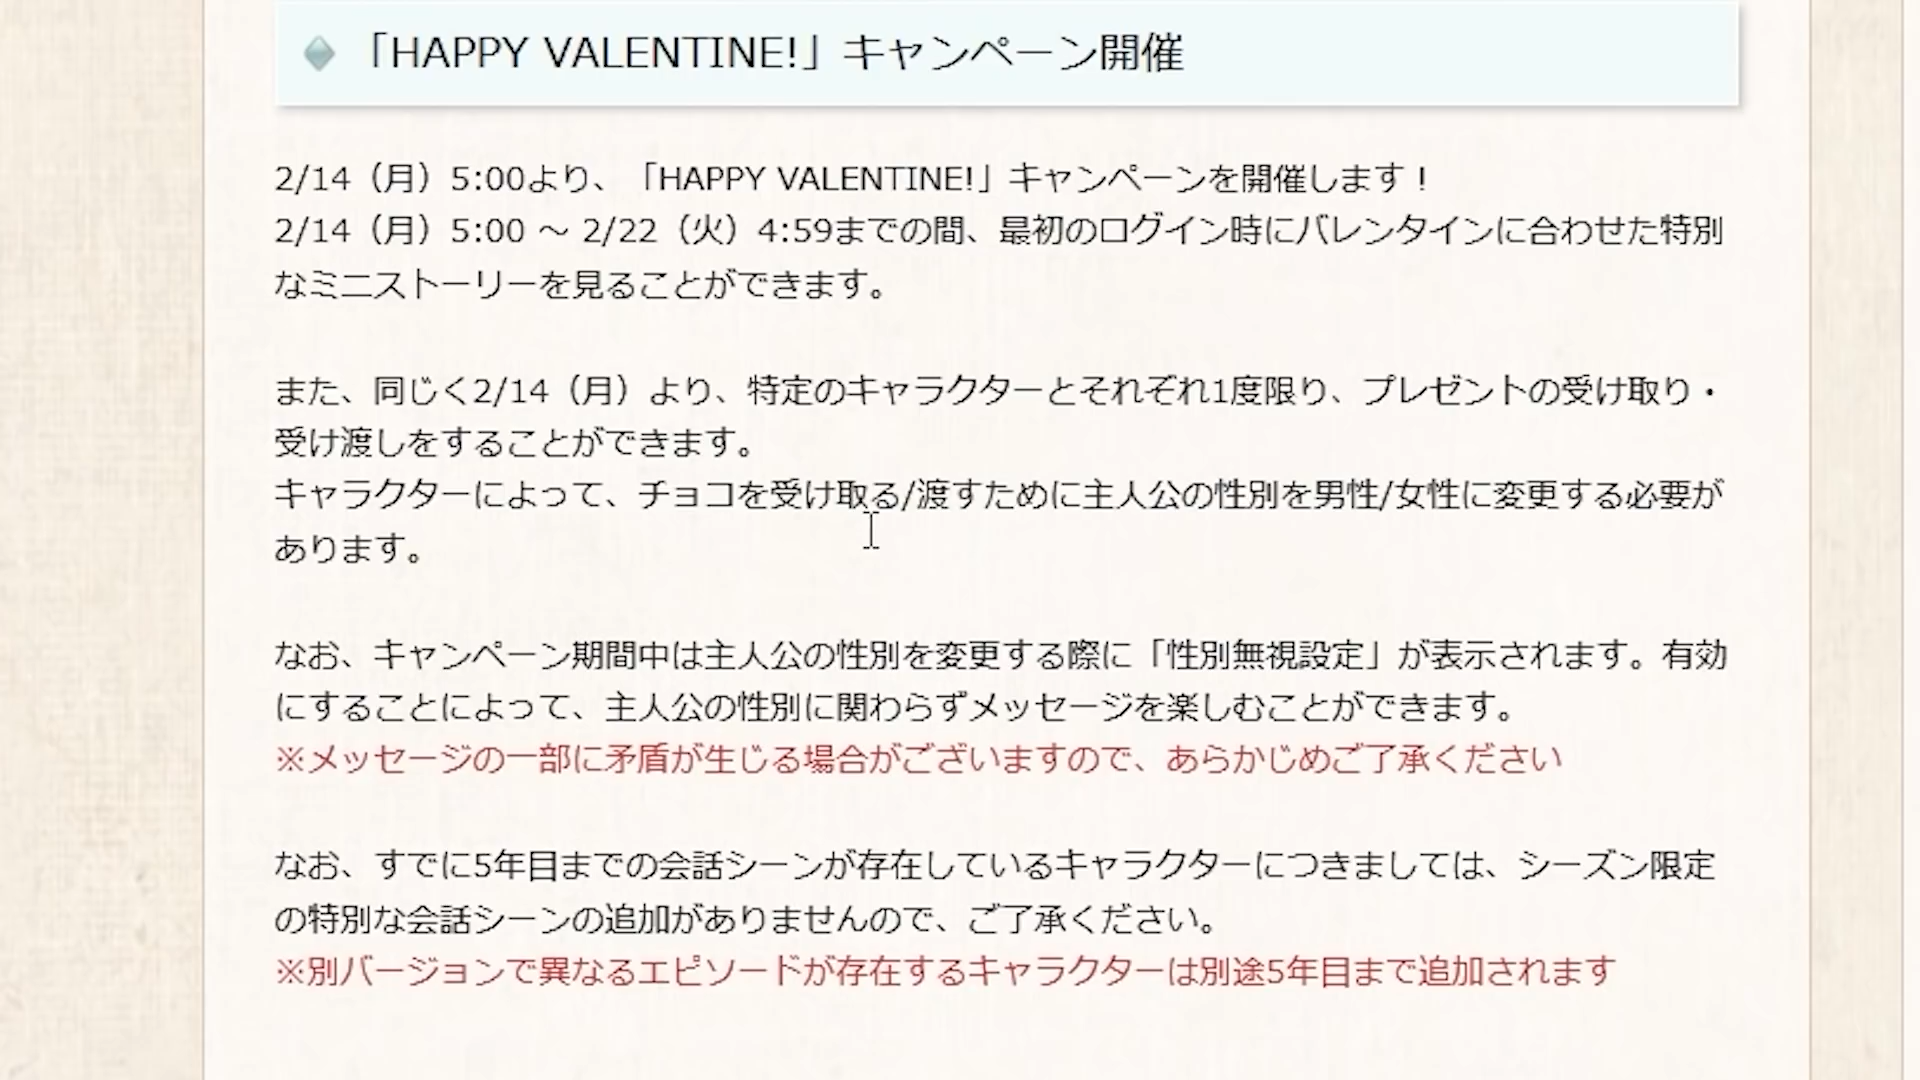 「HAPPY VALENTINE!」キャンペーン開催
2/14（月）5:00より、「HAPPY VALENTINE!」キャンペーンを開催します！
2/14（月）5:00 ～ 2/22（火）4:59までの間、最初のログイン時にバレンタインに合わせた特別
なミニストーリーを見ることができます。
また、同じく2/14（月）より、特定のキャラクターとそれぞれ1度限り、プレゼントの受け取り・
受け渡しをすることができます。
キャラクターによって、チョコを受け取る/渡すために主人公の性別を男性/女性に変更する必要が
あります。
なお、キャンペーン期間中は主人公の性別を変更する際に「性別無視設定」が表示されます。有効
にすることによって、主人公の性別に関わらずメッセージを楽しむことができます。
※メッセージの一部に矛盾が生じる場合がございますので、あらかじめご了承ください
なお、すでに5年目までの会話シーンが存在しているキャラクターにつきましては、シーズン限定
の特別な会話シーンの追加がありませんので、ご了承ください。
※別バージョンで異なるエピソードが存在するキャラクターは別途5年目まで追加されます